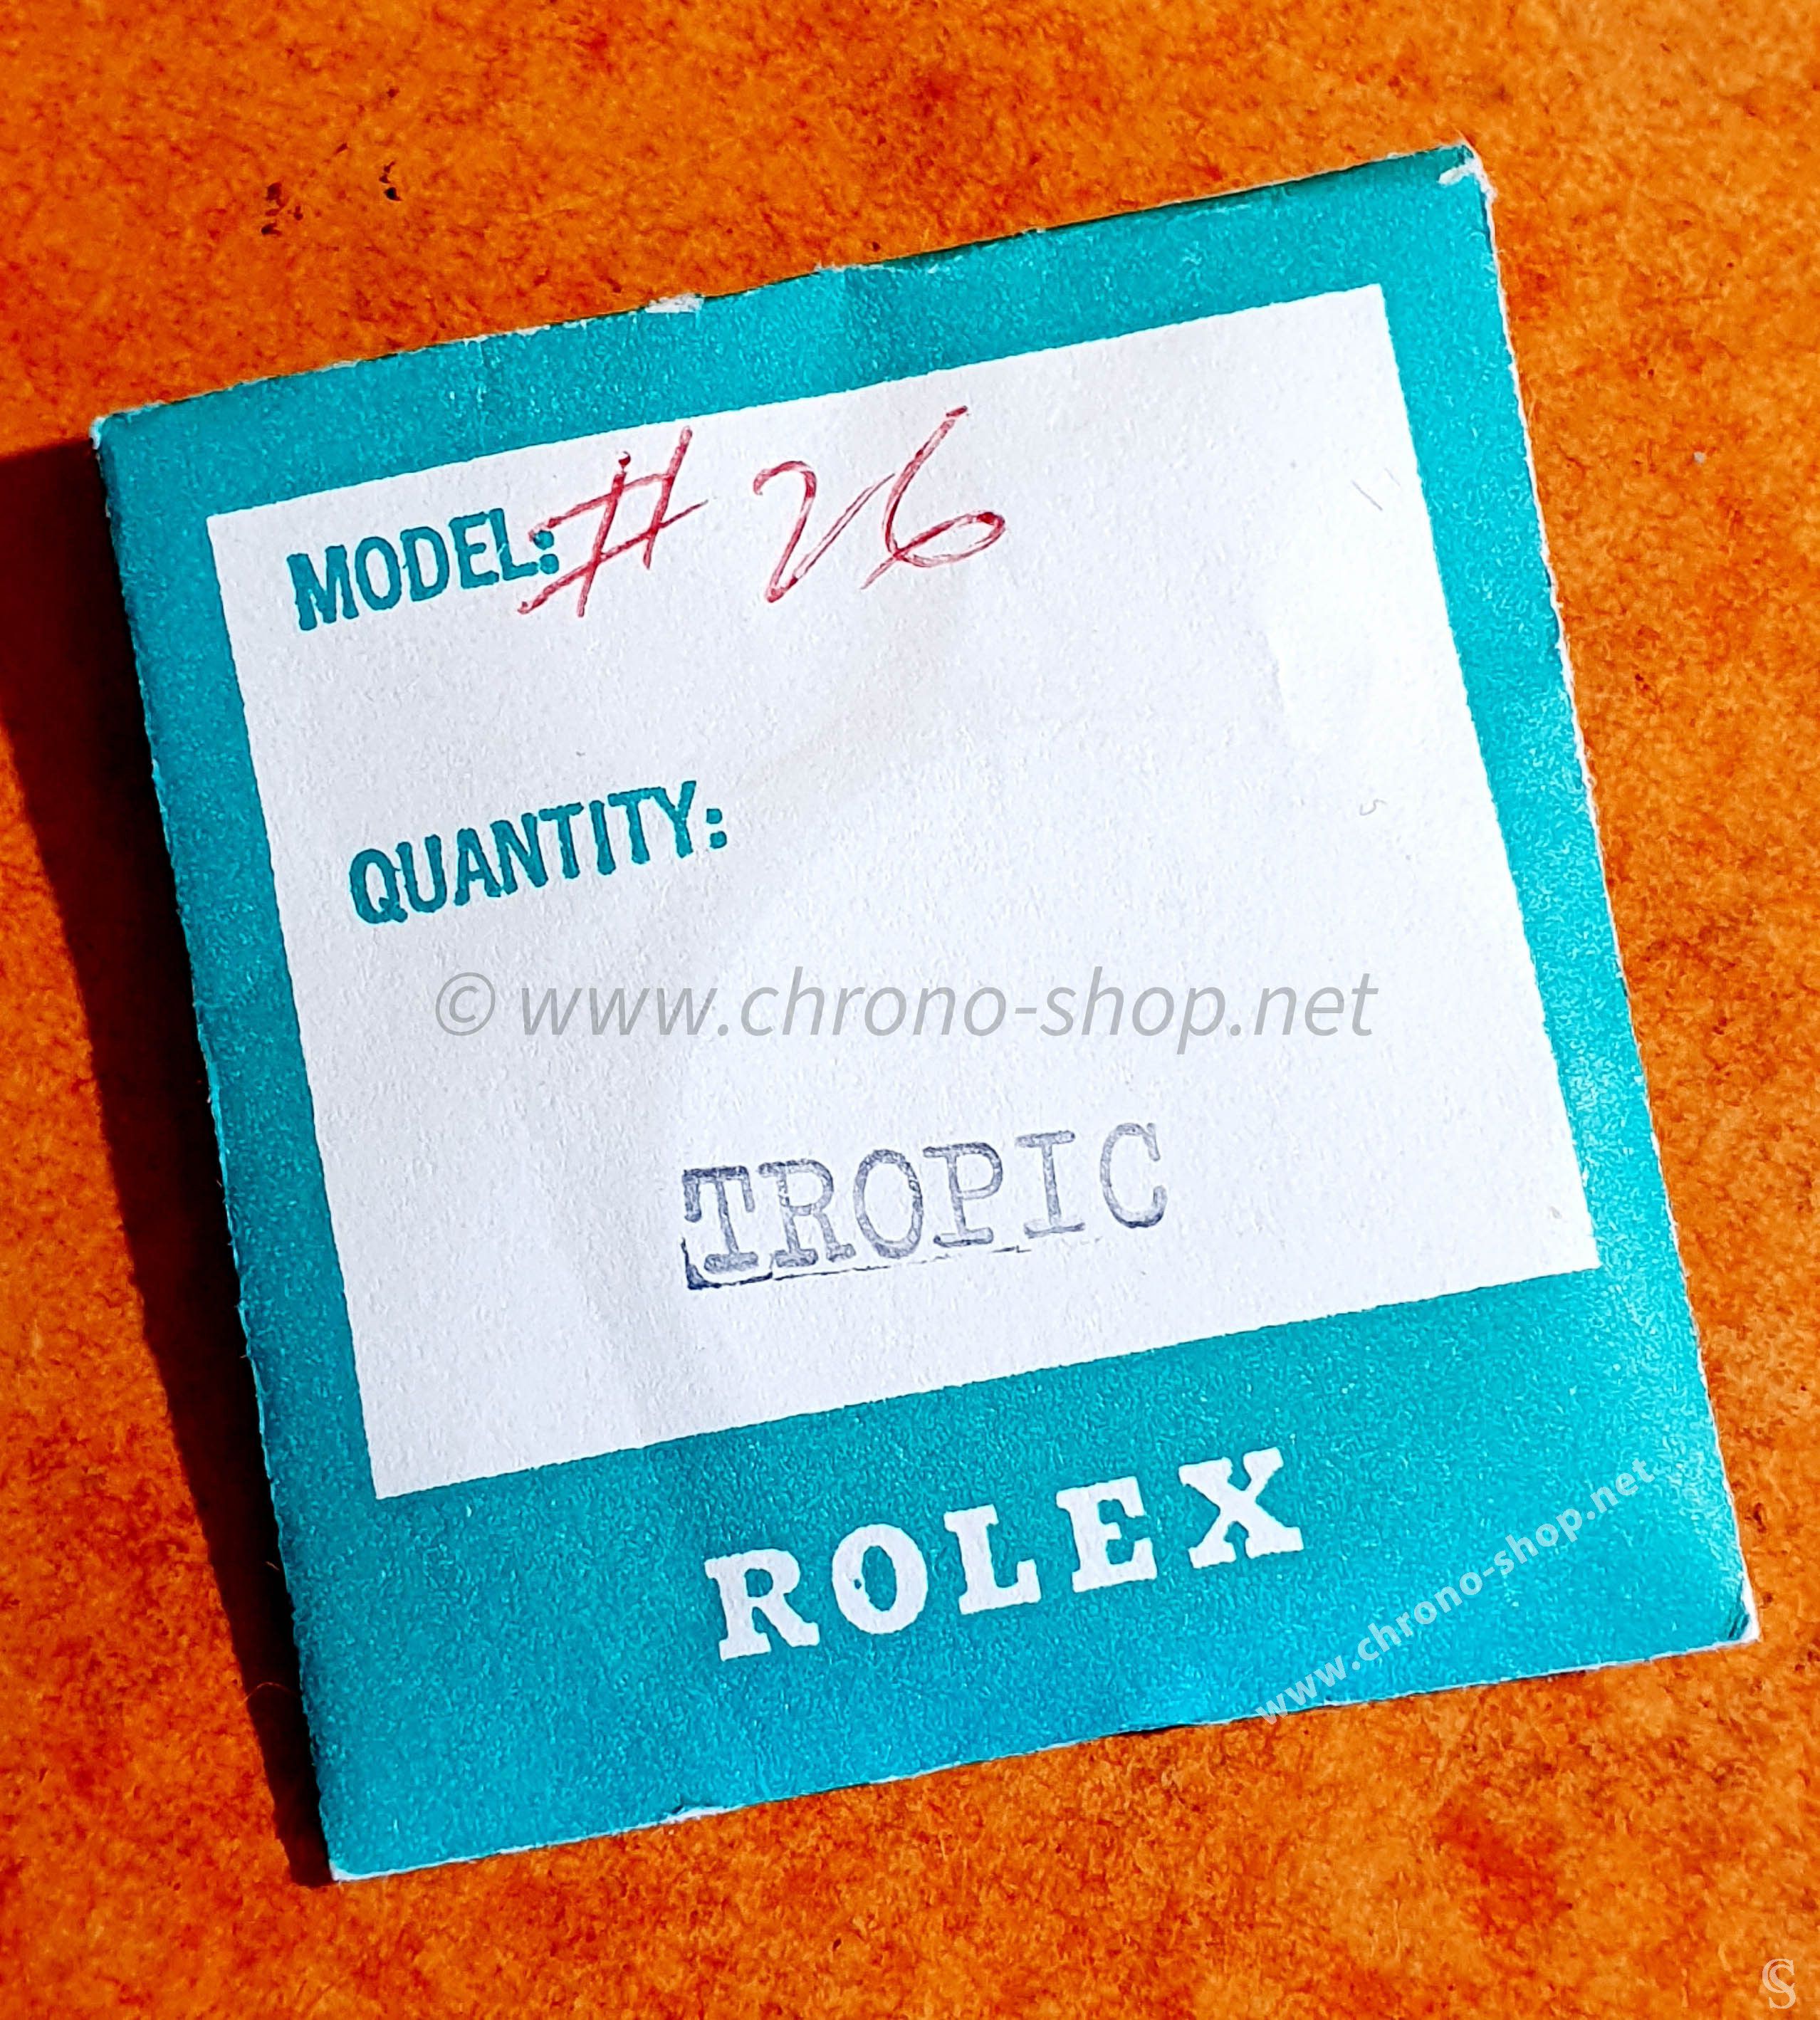 MODEL: # 26
QUANTITY:
© www.chrono-shop.net
TROPIC
ROLEX
www.chrono-shop.net